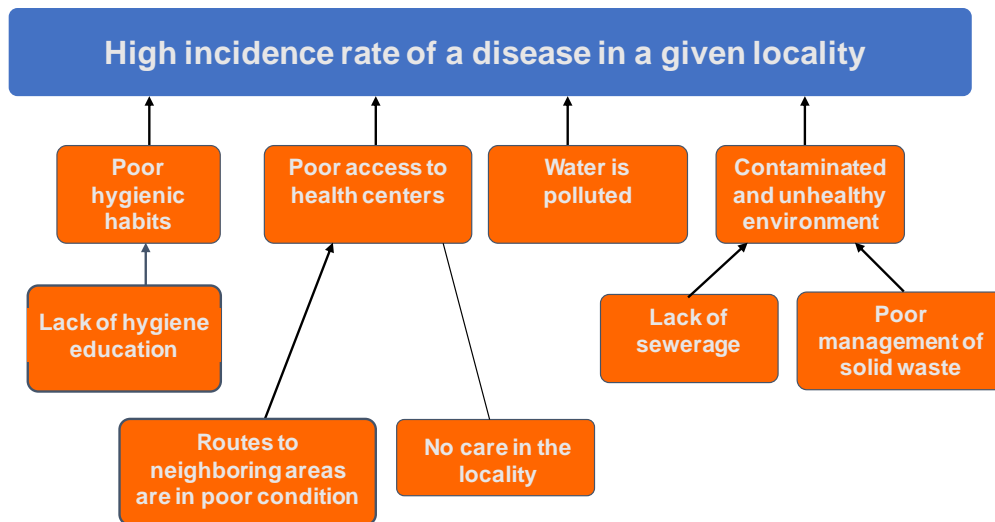 High incidence rate of a disease in a given locality
Poor
hygienic
habits
Poor access to
health centers
Water is
polluted
Contaminated
and unhealthy
environment
Lack of hygiene
education
Lack of
sewerage
Poor
management of
solid waste
Routes to
neighboring areas
are in poor condition
No care in the
locality